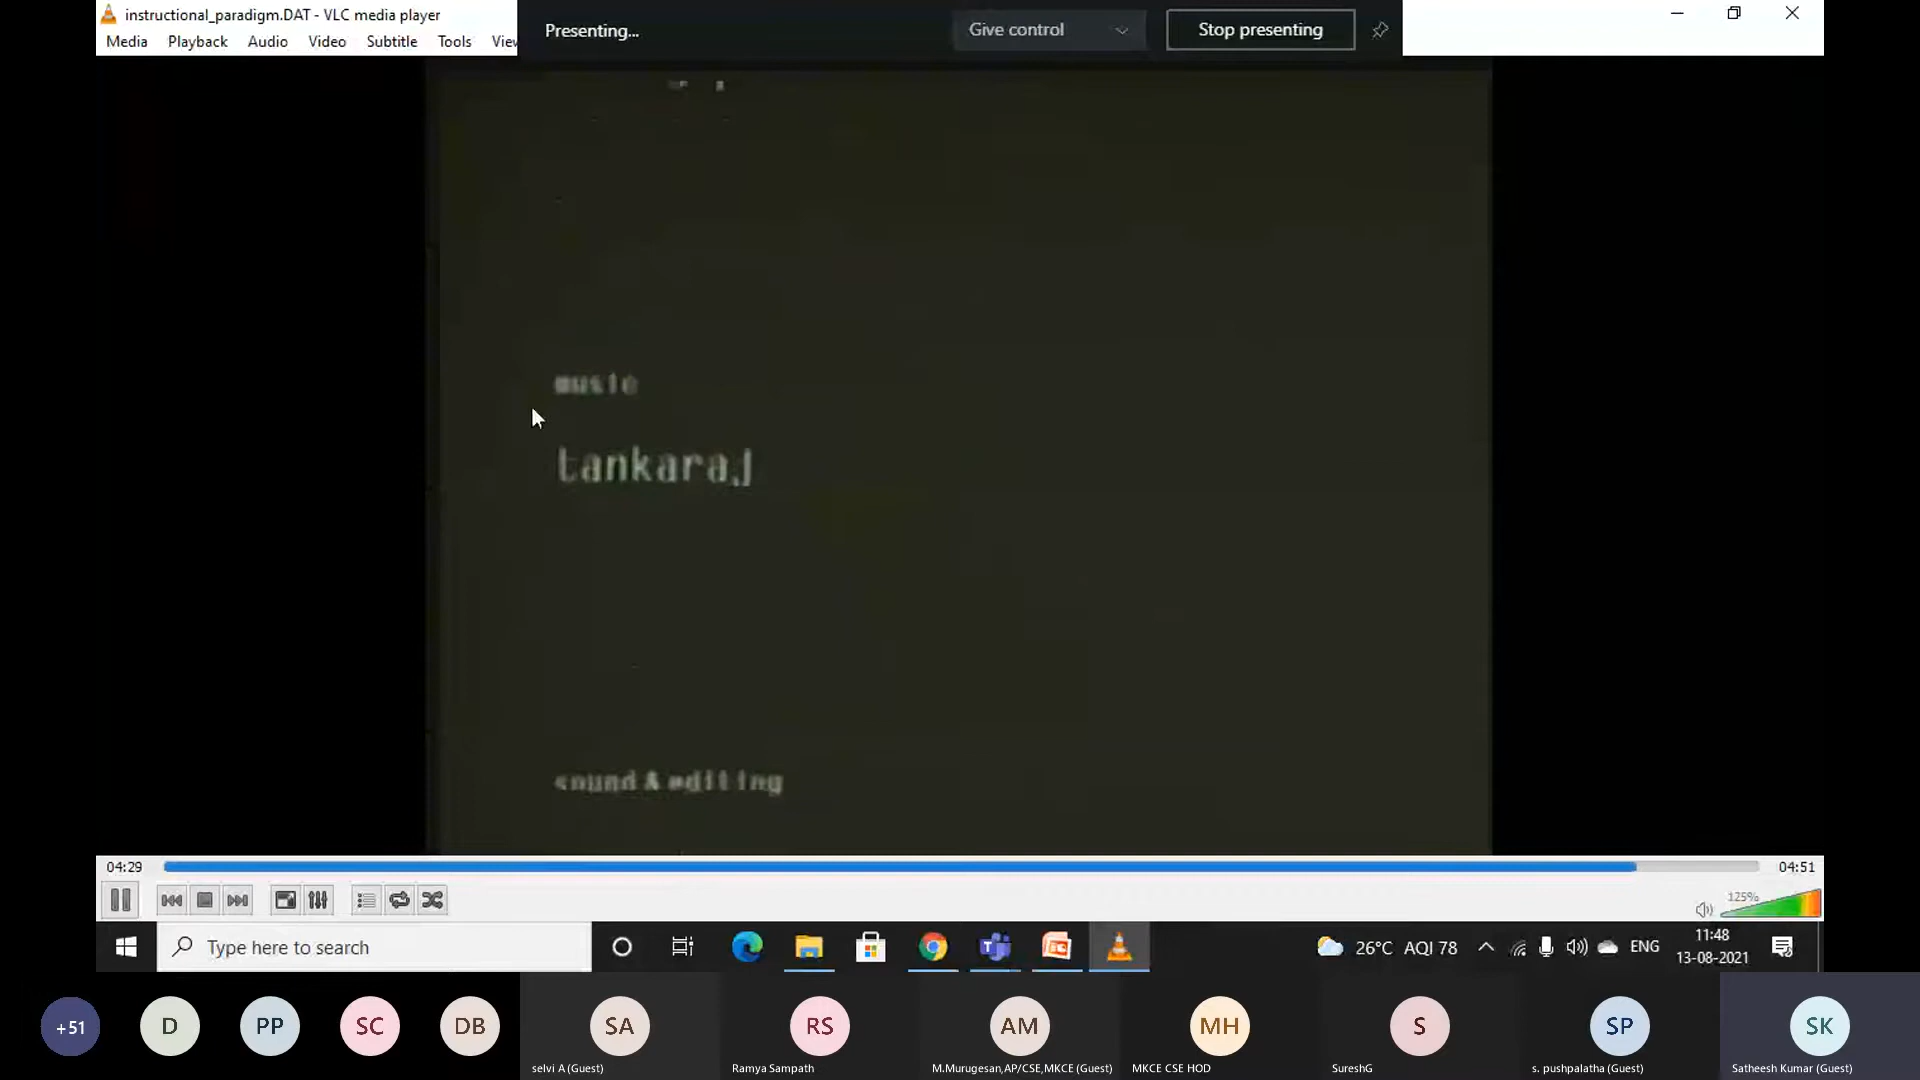 instructional_paradigm.DAT - VLC media player
Media Playback Audio Video Subtitle Tools View
Presenting...
Give control
Stop presenting
music
tankaraj
sound & editing
04:29
04:51
125%
Type here to search
26°C AQI 78
ENG
11:48
13-08-2021
+51
D
PP
SC
DB
SA
RS
AM
MH
S
SP
SK
selvi A (Guest)
Ramya Sampath
M.Murugesan,AP/CSE,MKCE (Guest)
MKCE CSE HOD
SureshG
s. pushpalatha (Guest)
Satheesh Kumar (Guest)